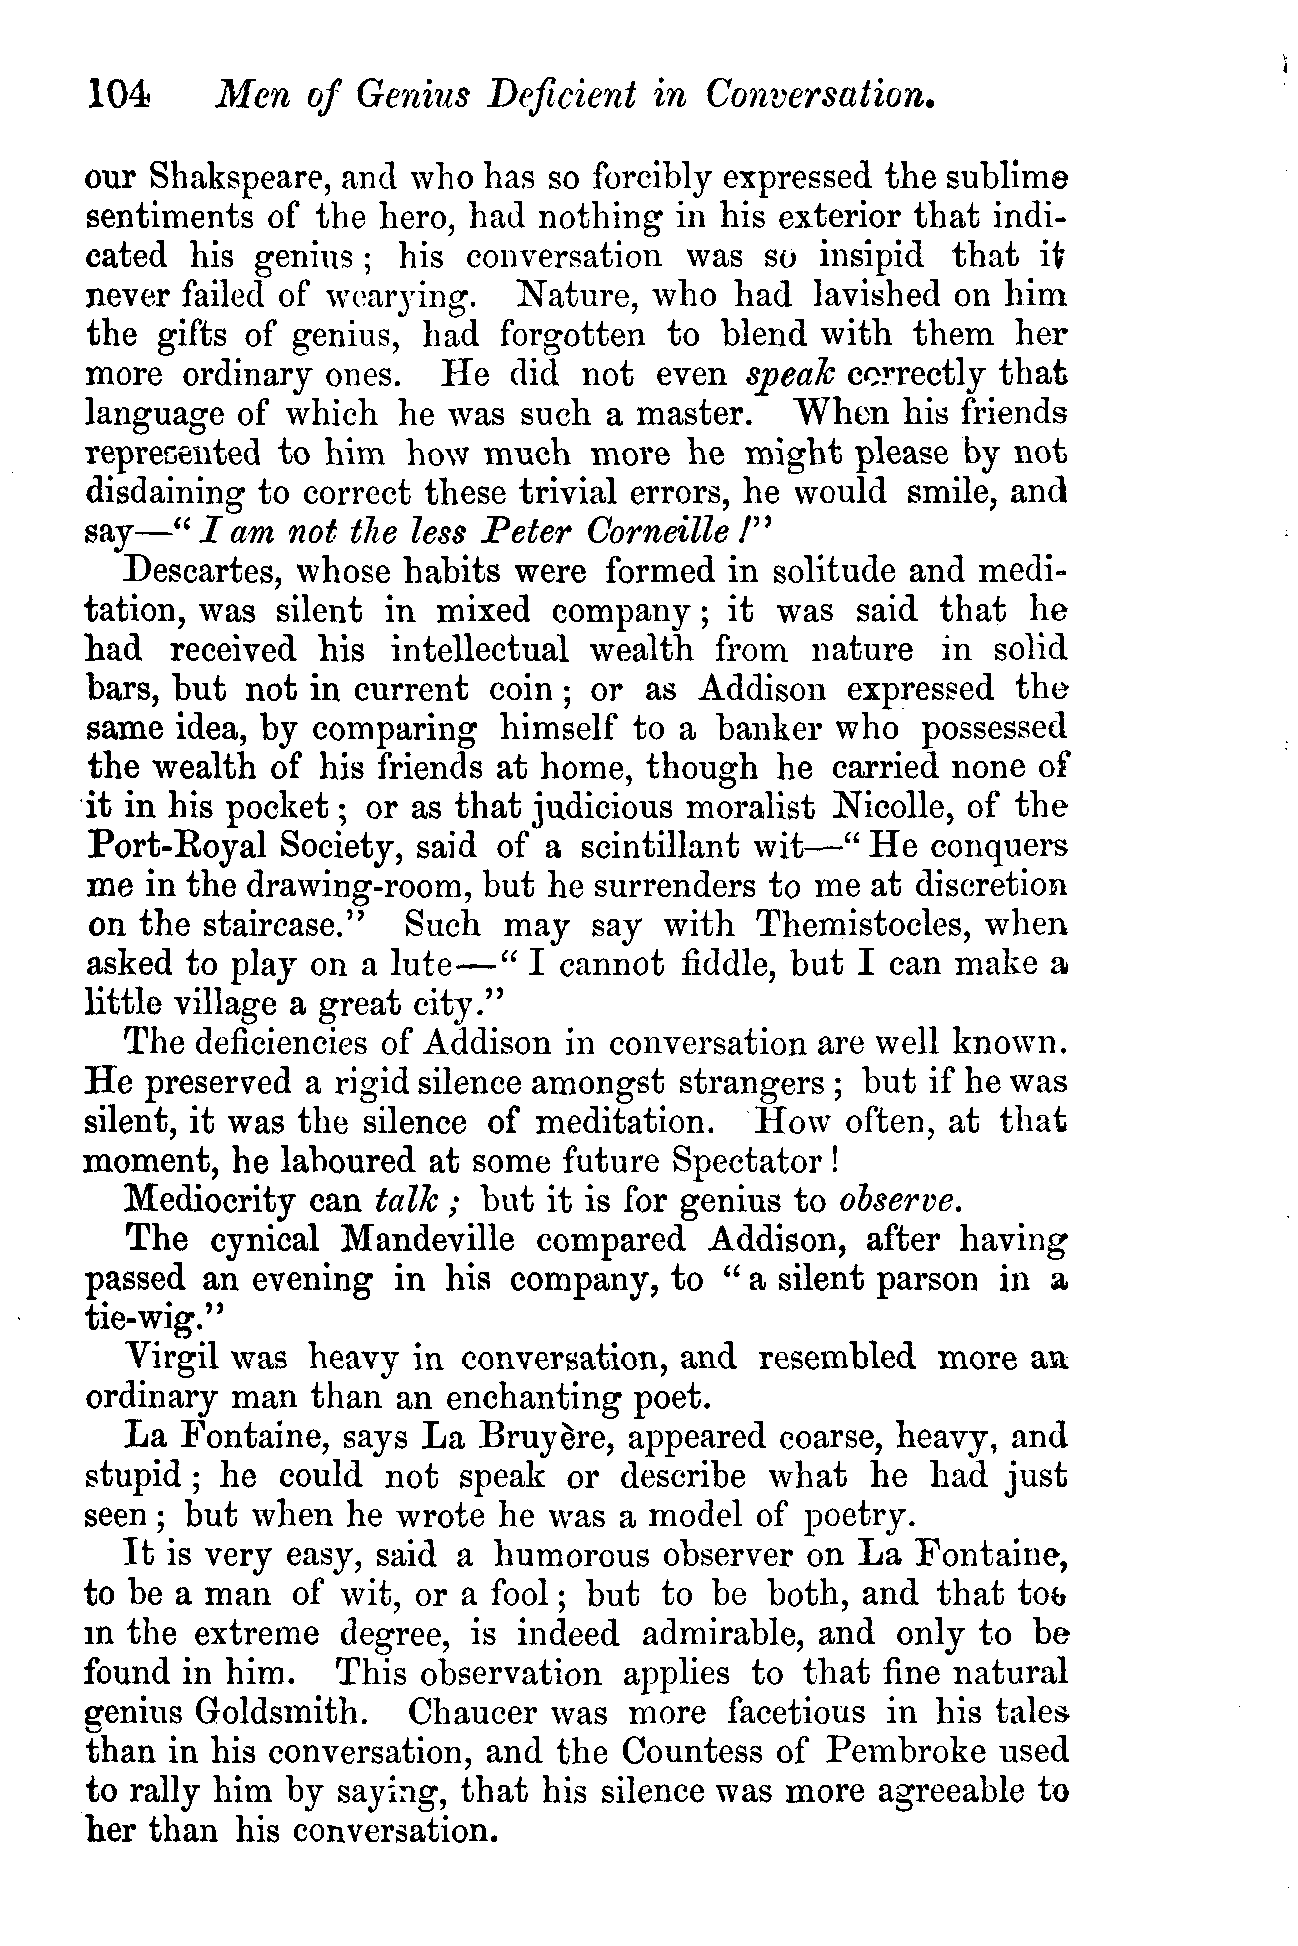 104 Men of Genius Deficient in Conversation.
our Shakspeare, and who has so forcibly expressed the sublime
sentiments of the hero, had nothing in his exterior that indi-
cated his genius; his conversation was so insipid that it
never failed of wearying. Nature, who had lavished on him
the gifts of genius, had forgotten to blend with them her
more ordinary ones. He did not even speak correctly that
language of which he was such a master. When his friends
represented to him how much more he might please by not
disdaining to correct these trivial errors, he would smile, and
say—“I am not the less Peter Corneille!”
Descartes, whose habits were formed in solitude and medi-
tation, was silent in mixed company; it was said that he
had received his intellectual wealth from nature in solid
bars, but not in current coin; or as Addison expressed the
same idea, by comparing himself to a banker who possessed
the wealth of his friends at home, though he carried none of
it in his pocket; or as that judicious moralist Nicolle, of the
Port-Royal Society, said of a scintillant wit—“He conquers
me in the drawing-room, but he surrenders to me at discretion
on the staircase.” Such may say with Themistocles, when
asked to play on a lute—“I cannot fiddle, but I can make a
little village a great city.”
The deficiencies of Addison in conversation are well known.
He preserved a rigid silence amongst strangers; but if he was
silent, it was the silence of meditation. How often, at that
moment, he laboured at some future Spectator!
Mediocrity can talk; but it is for genius to observe.
The cynical Mandeville compared Addison, after having
passed an evening in his company, to “a silent parson in a
tie-wig.”
Virgil was heavy in conversation, and resembled more an
ordinary man than an enchanting poet.
La Fontaine, says La Bruyère, appeared coarse, heavy, and
stupid; he could not speak or describe what he had just
seen; but when he wrote he was a model of poetry.
It is very easy, said a humorous observer on La Fontaine,
to be a man of wit, or a fool; but to be both, and that too
in the extreme degree, is indeed admirable, and only to be
found in him. This observation applies to that fine natural
genius Goldsmith. Chaucer was more facetious in his tales
than in his conversation, and the Countess of Pembroke used
to rally him by saying, that his silence was more agreeable to
her than his conversation.